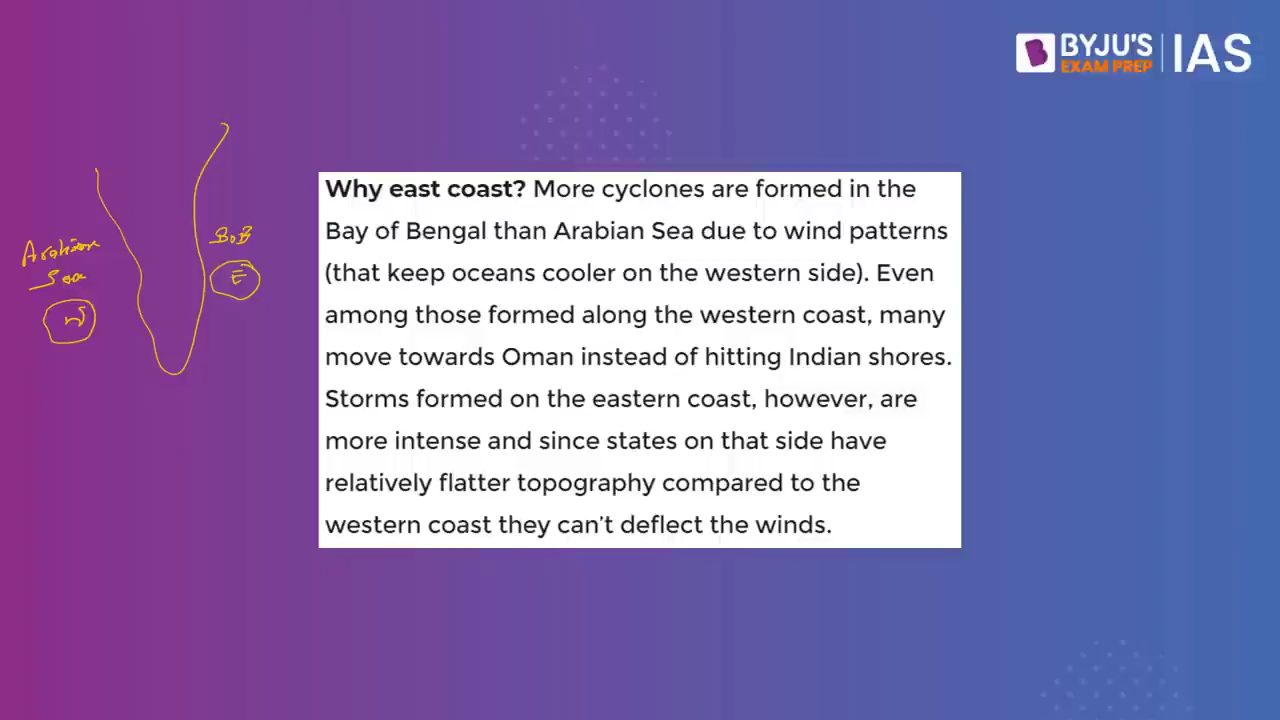 BYJU'S
EXAM PREP
IAS
Arabian
Sea
W
BoB
E
Why east coast? More cyclones are formed in the
Bay of Bengal than Arabian Sea due to wind patterns
(that keep oceans cooler on the western side). Even
among those formed along the western coast, many
move towards Oman instead of hitting Indian shores.
Storms formed on the eastern coast, however, are
more intense and since states on that side have
relatively flatter topography compared to the
western coast they can't deflect the winds.